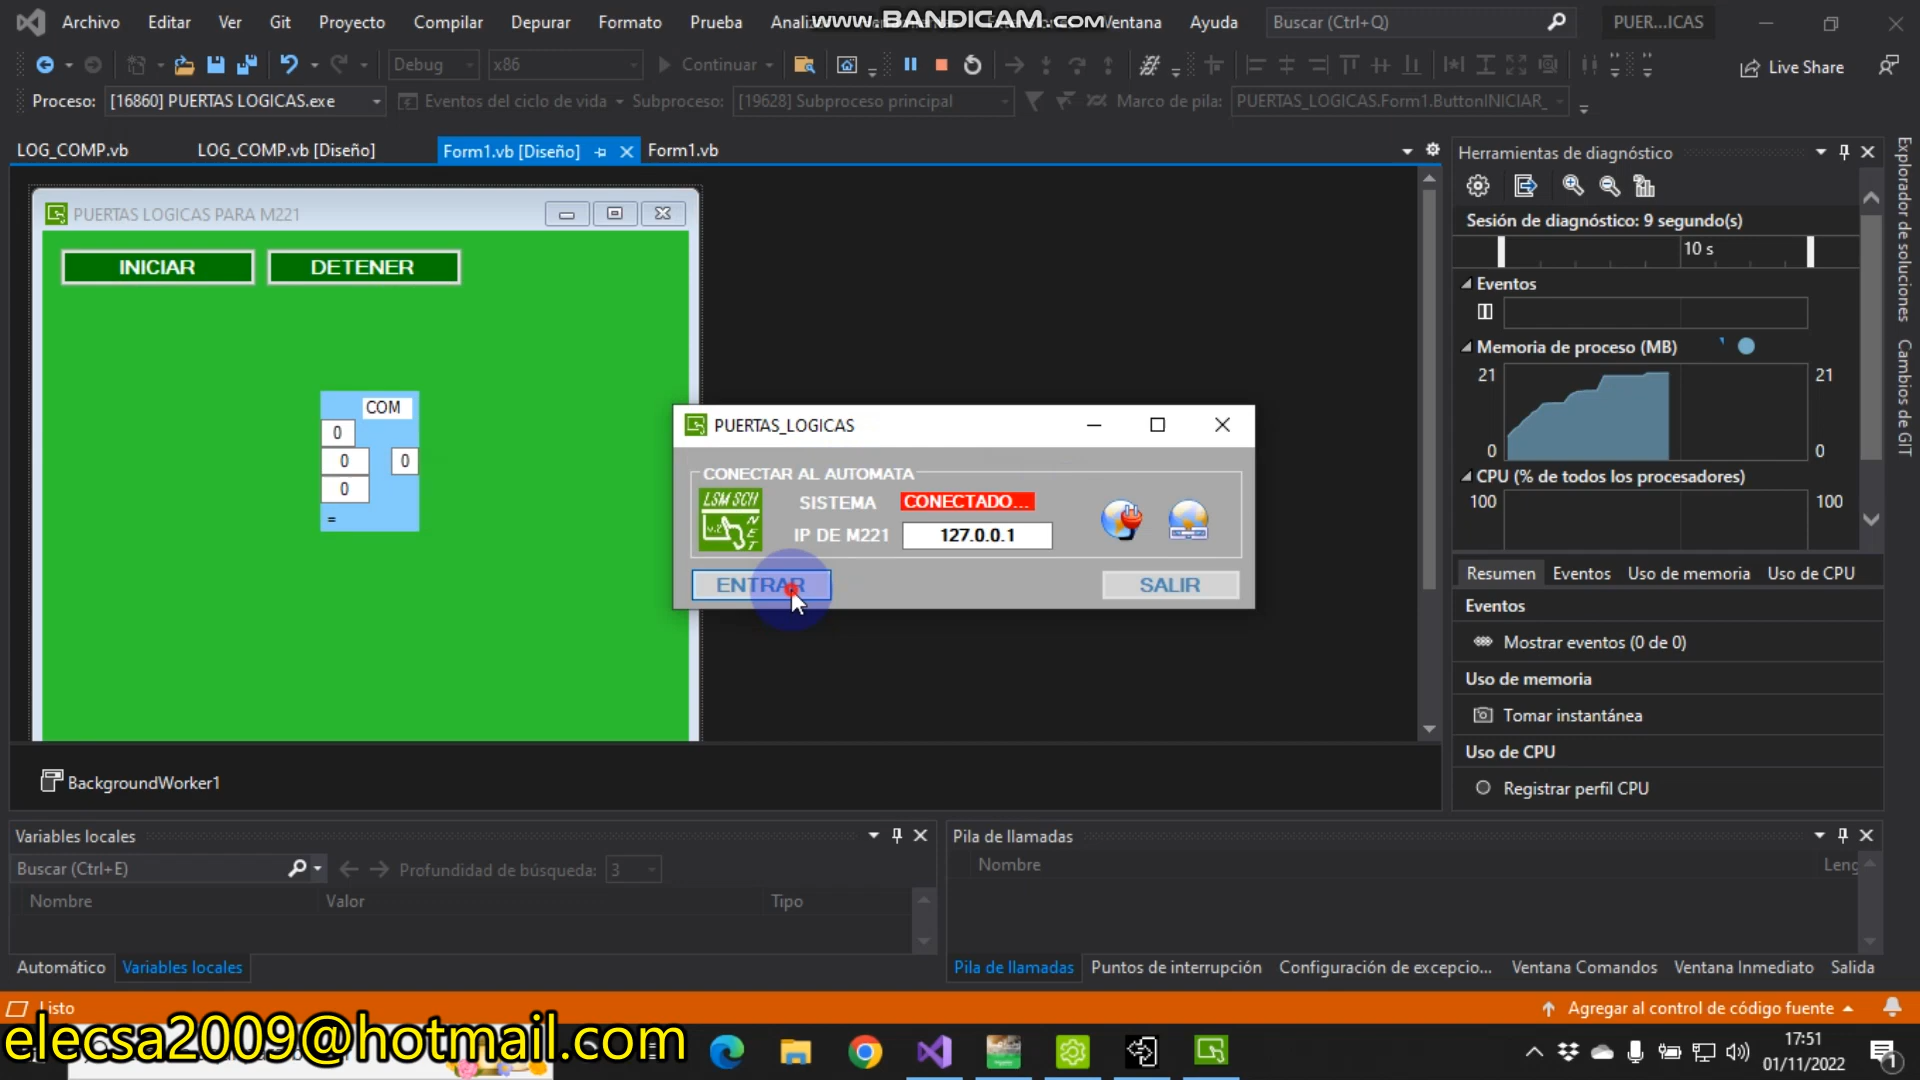 Archivo Editar Ver Git Proyecto Compilar Depurar Formato Prueba www.BANDICAM.com Ventana Ayuda Buscar (Ctrl+Q) PUER...ICAS
Debug x86 Continuar Live Share
Proceso: [16860] PUERTAS LOGICAS.exe Eventos del ciclo de vida Subproceso: [19628] Subproceso principal Marco de pila: PUERTAS_LOGICAS.Form1.ButtonINICIAR_
LOG_COMP.vb LOG_COMP.vb [Diseño] Form1.vb [Diseño] Form1.vb
PUERTAS LOGICAS PARA M221
INICIAR DETENER
COM
0
0 0
0
=
BackgroundWorker1
PUERTAS_LOGICAS
CONECTAR AL AUTOMATA
LSM SCH
V.2
NET
SISTEMA CONECTADO...
IP DE M221 127.0.0.1
ENTRAR SALIR
Herramientas de diagnóstico
Sesión de diagnóstico: 9 segundo(s)
10 s
Eventos
Memoria de proceso (MB)
21 21
0 0
CPU (% de todos los procesadores)
100 100
Resumen Eventos Uso de memoria Uso de CPU
Eventos
Mostrar eventos (0 de 0)
Uso de memoria
Tomar instantánea
Uso de CPU
Registrar perfil CPU
Explorador de soluciones
Cambios de GIT
Variables locales
Buscar (Ctrl+E) Profundidad de búsqueda: 3
Nombre Valor Tipo
Automático Variables locales
Pila de llamadas
Nombre Leng
Pila de llamadas Puntos de interrupción Configuración de excepcio... Ventana Comandos Ventana Inmediato Salida
Listo Agregar al control de código fuente
elecsa2009@hotmail.com
17:51
01/11/2022
1